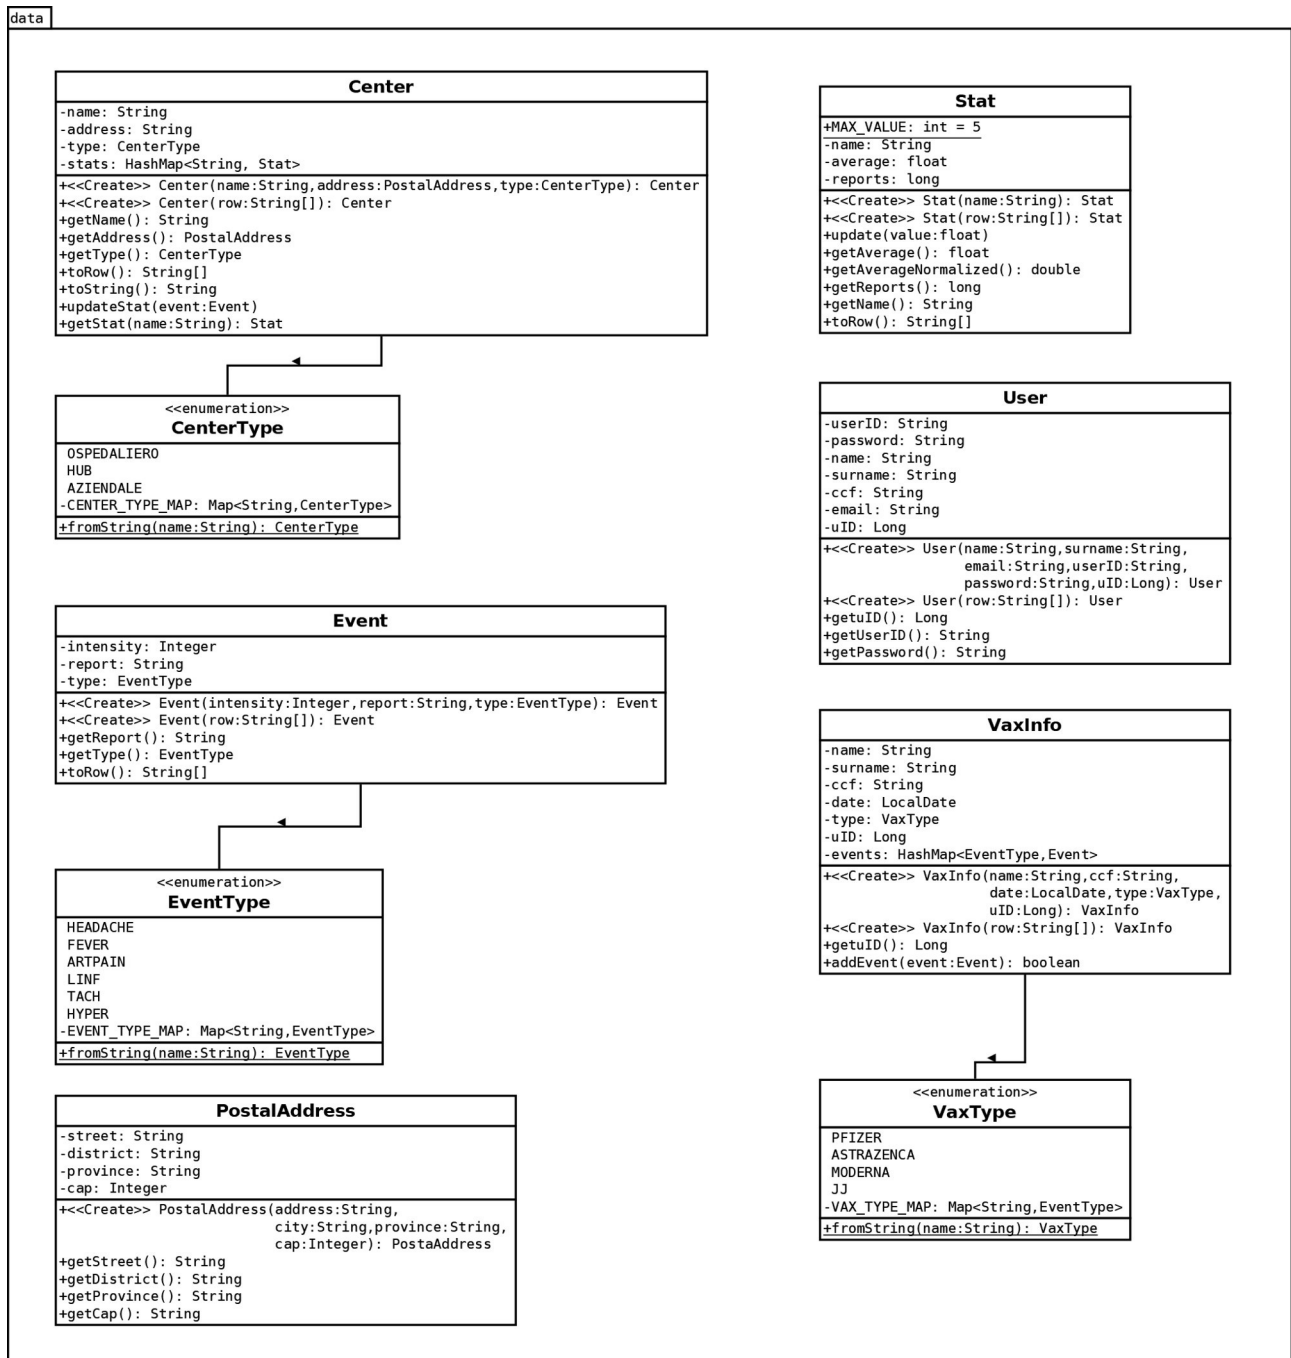 data
Center
-name: String
-address: String
-type: CenterType
-stats: HashMap<String, Stat>
+<<Create>> Center(name:String,address:PostalAddress,type:CenterType): Center
+<<Create>> Center(row:String[]): Center
+getName(): String
+getAddress(): PostalAddress
+getType(): CenterType
+toRow(): String[]
+toString(): String
+updateStat(event:Event)
+getStat(name:String): Stat
<<enumeration>>
CenterType
OSPEDALIERO
HUB
AZIENDALE
-CENTER_TYPE_MAP: Map<String,CenterType>
+fromString(name:String): CenterType
Event
-intensity: Integer
-report: String
-type: EventType
+<<Create>> Event(intensity:Integer,report:String,type:EventType): Event
+<<Create>> Event(row:String[]): Event
+getReport(): String
+getType(): EventType
+toRow(): String[]
<<enumeration>>
EventType
HEADACHE
FEVER
ARTPAIN
LINF
TACH
HYPER
-EVENT_TYPE_MAP: Map<String,EventType>
+fromString(name:String): EventType
PostalAddress
-street: String
-district: String
-province: String
-cap: Integer
+<<Create>> PostalAddress(address:String,
city:String,province:String,
cap:Integer): PostaAddress
+getStreet(): String
+getDistrict(): String
+getProvince(): String
+getCap(): String
Stat
+MAX_VALUE: int = 5
-name: String
-average: float
-reports: long
+<<Create>> Stat(name:String): Stat
+<<Create>> Stat(row:String[]): Stat
+update(value:float)
+getAverage(): float
+getAverageNormalized(): double
+getReports(): long
+getName(): String
+toRow(): String[]
User
-userID: String
-password: String
-name: String
-surname: String
-ccf: String
-email: String
-uID: Long
+<<Create>> User(name:String,surname:String,
email:String,userID:String,
password:String,uID:Long): User
+<<Create>> User(row:String[]): User
+getuID(): Long
+getUserID(): String
+getPassword(): String
VaxInfo
-name: String
-surname: String
-ccf: String
-date: LocalDate
-type: VaxType
-uID: Long
-events: HashMap<EventType,Event>
+<<Create>> VaxInfo(name:String,ccf:String,
date:LocalDate,type:VaxType,
uID:Long): VaxInfo
+<<Create>> VaxInfo(row:String[]): VaxInfo
+getuID(): Long
+addEvent(event:Event): boolean
<<enumeration>>
VaxType
PFIZER
ASTRAZENCA
MODERNA
JJ
-VAX_TYPE_MAP: Map<String,EventType>
+fromString(name:String): VaxType